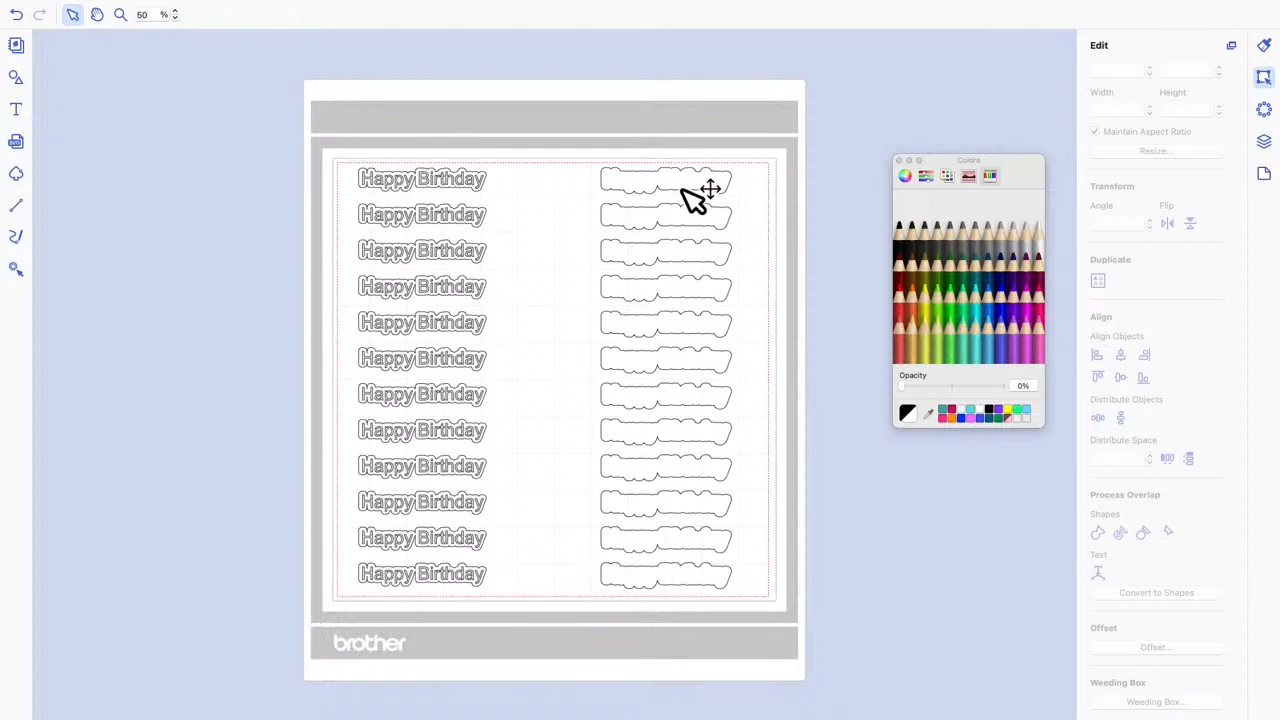 50 %
Edit
Width Height
Maintain Aspect Ratio
Resize...
Transform
Angle Flip
Duplicate
Align
Align Objects
Distribute Objects
Distribute Space
Process Overlap
Shapes
Text
Convert to Shapes
Offset
Offset...
Weeding Box
Weeding Box...
Colors
Opacity
0%
Happy Birthday
Happy Birthday
Happy Birthday
Happy Birthday
Happy Birthday
Happy Birthday
Happy Birthday
Happy Birthday
Happy Birthday
Happy Birthday
Happy Birthday
Happy Birthday
brother